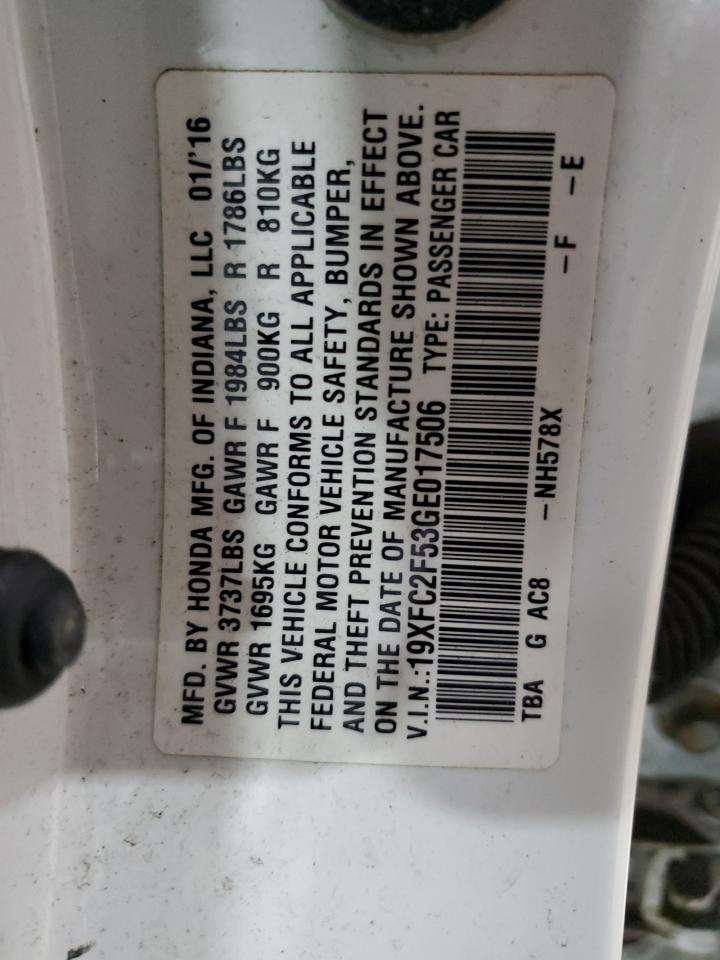 MFD. BY HONDA MFG. OF INDIANA, LLC 01/'16
GVWR 3737LBS GAWR F 1984LBS R 1786LBS
GVWR 1695KG GAWR F 900KG R 810KG
THIS VEHICLE CONFORMS TO ALL APPLICABLE
FEDERAL MOTOR VEHICLE SAFETY, BUMPER,
AND THEFT PREVENTION STANDARDS IN EFFECT
ON THE DATE OF MANUFACTURE SHOWN ABOVE.
V.I.N.:19XFC2F53GE017506 TYPE: PASSENGER CAR
TBA G AC8 -NH578X -F -E